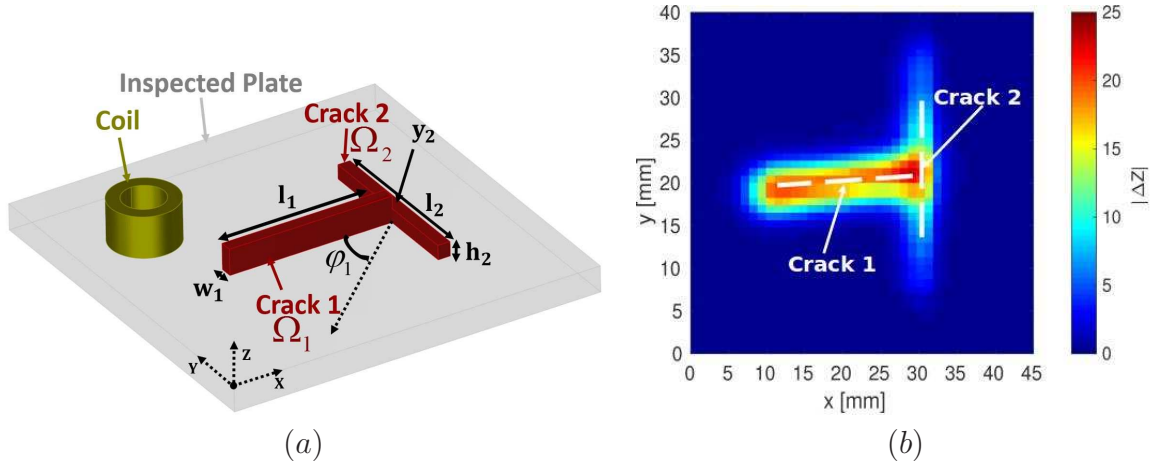 Inspected Plate
Coil
Crack 2
Ω₂
y₂
l₁
l₂
h₂
φ₁
w₁
Crack 1
Ω₁
Y
Z
X
(a)
40
35
30
25
20
15
10
5
0
y [mm]
0 5 10 15 20 25 30 35 40 45
x [mm]
Crack 2
Crack 1
25
20
15
10
5
0
|ΔZ|
(b)